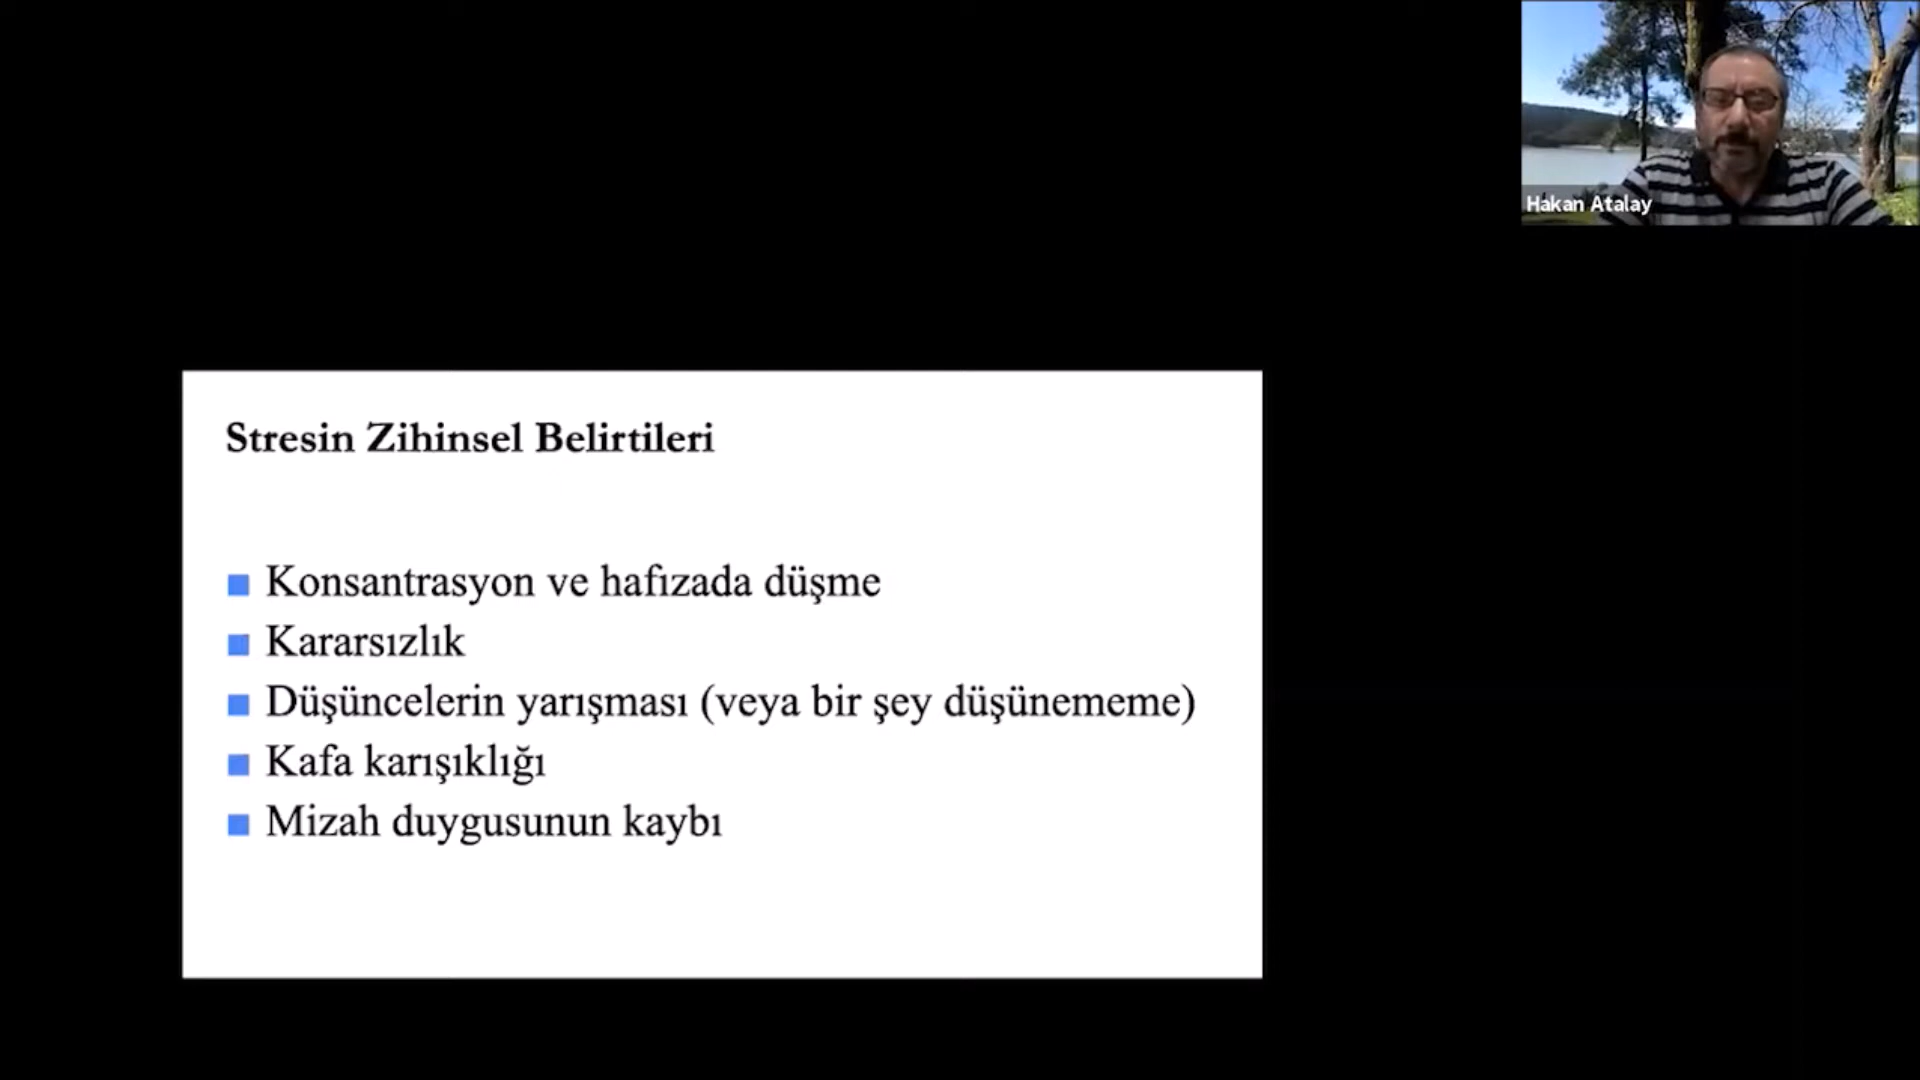 Hakan Atalay
Stresin Zihinsel Belirtileri
Konsantrasyon ve hafızada düşme
Kararsızlık
Düşüncelerin yarışması (veya bir şey düşünememe)
Kafa karışıklığı
Mizah duygusunun kaybı